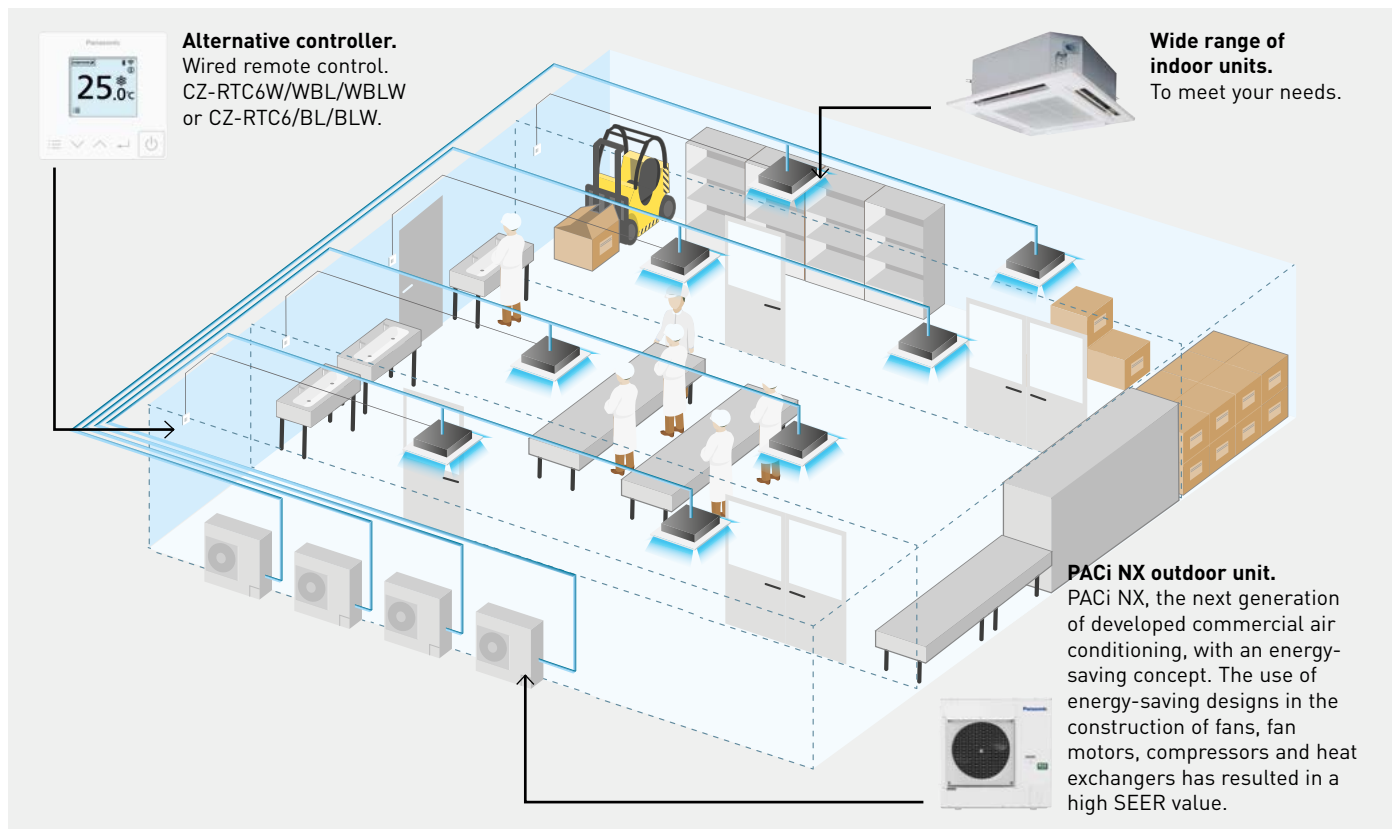 Panasonic
25.0°c
Alternative controller.
Wired remote control.
CZ-RTC6W/WBL/WBLW
or CZ-RTC6/BL/BLW.
Wide range of
indoor units.
To meet your needs.
PACi NX outdoor unit.
PACi NX, the next generation
of developed commercial air
conditioning, with an energy-
saving concept. The use of
energy-saving designs in the
construction of fans, fan
motors, compressors and heat
exchangers has resulted in a
high SEER value.
Panasonic